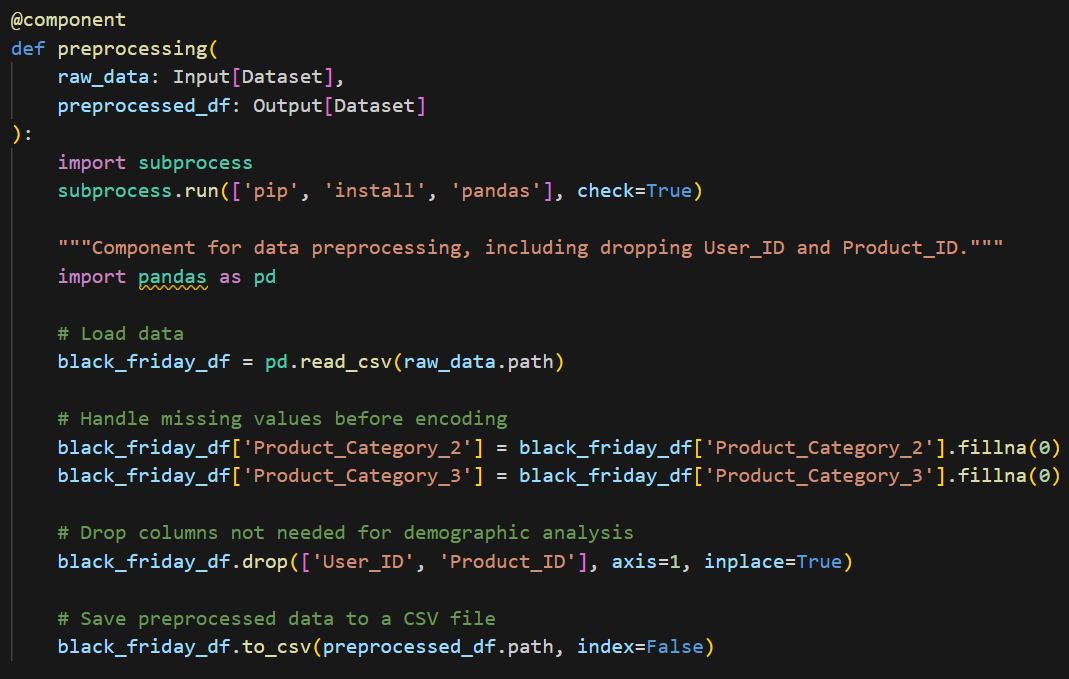 @component
def preprocessing(
    raw_data: Input[Dataset],
    preprocessed_df: Output[Dataset]
):
    import subprocess
    subprocess.run(['pip', 'install', 'pandas'], check=True)

    """Component for data preprocessing, including dropping User_ID and Product_ID."""
    import pandas as pd

    # Load data
    black_friday_df = pd.read_csv(raw_data.path)

    # Handle missing values before encoding
    black_friday_df['Product_Category_2'] = black_friday_df['Product_Category_2'].fillna(0)
    black_friday_df['Product_Category_3'] = black_friday_df['Product_Category_3'].fillna(0)

    # Drop columns not needed for demographic analysis
    black_friday_df.drop(['User_ID', 'Product_ID'], axis=1, inplace=True)

    # Save preprocessed data to a CSV file
    black_friday_df.to_csv(preprocessed_df.path, index=False)